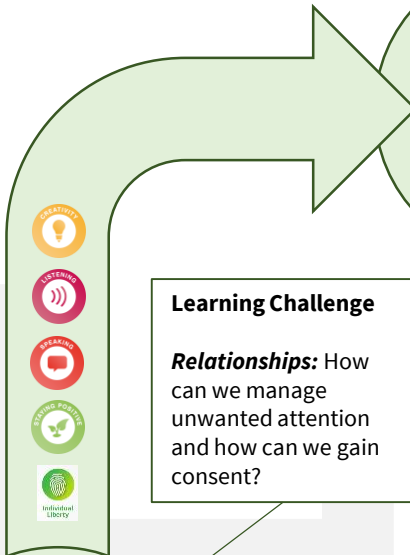 CREATIVITY
LISTENING
SPEAKING
STAYING POSITIVE
Individual
Liberty
Learning Challenge
Relationships: How
can we manage
unwanted attention
and how can we gain
consent?